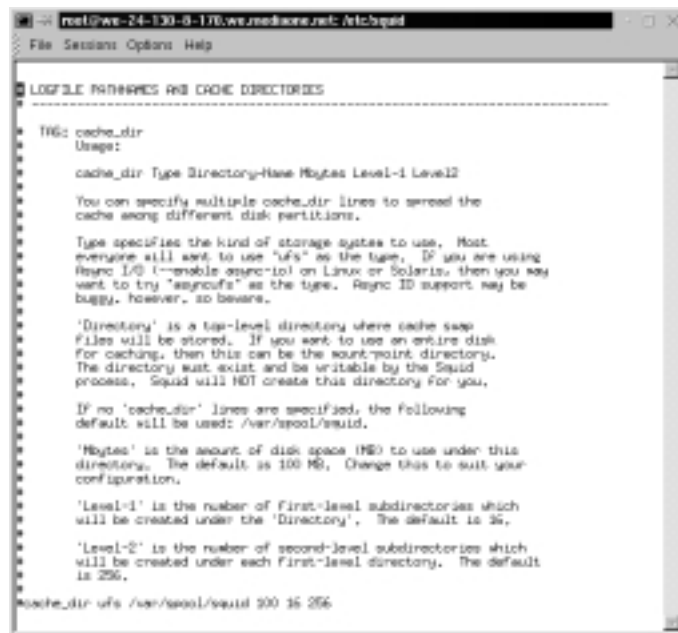 root@we-24-130-8-170.we.mediaone.net: /etc/squid
File Sessions Options Help
# LOGFILE PATHNAMES AND CACHE DIRECTORIES
# -----------------------------------------------------------------------------
#
# TAG: cache_dir
# Usage:
#
# cache_dir Type Directory-Name Mbytes Level-1 Level2
#
# You can specify multiple cache_dir lines to spread the
# cache among different disk partitions.
#
# Type specifies the kind of storage system to use. Most
# everyone will want to use "ufs" as the type. If you are using
# Async I/O (--enable async-io) on Linux or Solaris, then you may
# want to try "asyncufs" as the type. Async IO support may be
# buggy, however, so beware.
#
# 'Directory' is a top-level directory where cache swap
# files will be stored. If you want to use an entire disk
# for caching, then this can be the mount-point directory.
# The directory must exist and be writable by the Squid
# process. Squid will NOT create this directory for you.
#
# If no 'cache_dir' lines are specified, the following
# default will be used: /var/spool/squid.
#
# 'Mbytes' is the amount of disk space (MB) to use under this
# directory. The default is 100 MB. Change this to suit your
# configuration.
#
# 'Level-1' is the number of first-level subdirectories which
# will be created under the 'Directory'. The default is 16.
#
# 'Level-2' is the number of second-level subdirectories which
# will be created under each first-level directory. The default
# is 256.
#
#cache_dir ufs /var/spool/squid 100 16 256